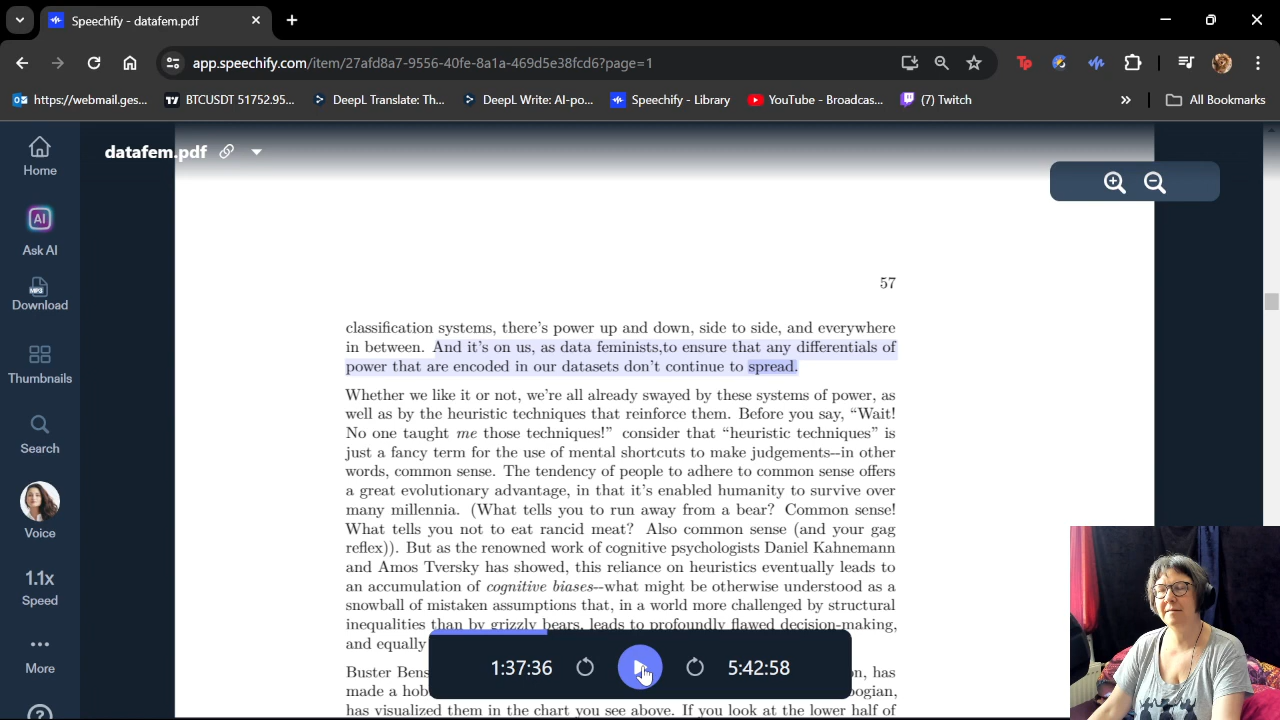 Speechify - datafem.pdf
app.speechify.com/item/27afd8a7-9556-40fe-8a1a-469d5e38fcd6?page=1
Tp
https://webmail.ges...
BTCUSDT 51752.95...
DeepL Translate: Th...
DeepL Write: AI-po...
Speechify - Library
YouTube - Broadcas...
(7) Twitch
All Bookmarks
datafem.pdf
Home
AI
Ask AI
MP3
Download
Thumbnails
Search
Voice
1.1x
Speed
More
57
classification systems, there's power up and down, side to side, and everywhere
in between. And it's on us, as data feminists,to ensure that any differentials of
power that are encoded in our datasets don't continue to spread.
Whether we like it or not, we're all already swayed by these systems of power, as
well as by the heuristic techniques that reinforce them. Before you say, “Wait!
No one taught me those techniques!” consider that “heuristic techniques” is
just a fancy term for the use of mental shortcuts to make judgements--in other
words, common sense. The tendency of people to adhere to common sense offers
a great evolutionary advantage, in that it's enabled humanity to survive over
many millennia. (What tells you to run away from a bear? Common sense!
What tells you not to eat rancid meat? Also common sense (and your gag
reflex)). But as the renowned work of cognitive psychologists Daniel Kahnemann
and Amos Tversky has showed, this reliance on heuristics eventually leads to
an accumulation of cognitive biases--what might be otherwise understood as a
snowball of mistaken assumptions that, in a world more challenged by structural
inequalities than by grizzly bears, leads to profoundly flawed decision-making,
and equally
Buster Bens
n, has
made a hob
bogian,
has visualized them in the chart you see above. If you look at the lower half of
1:37:36
5:42:58